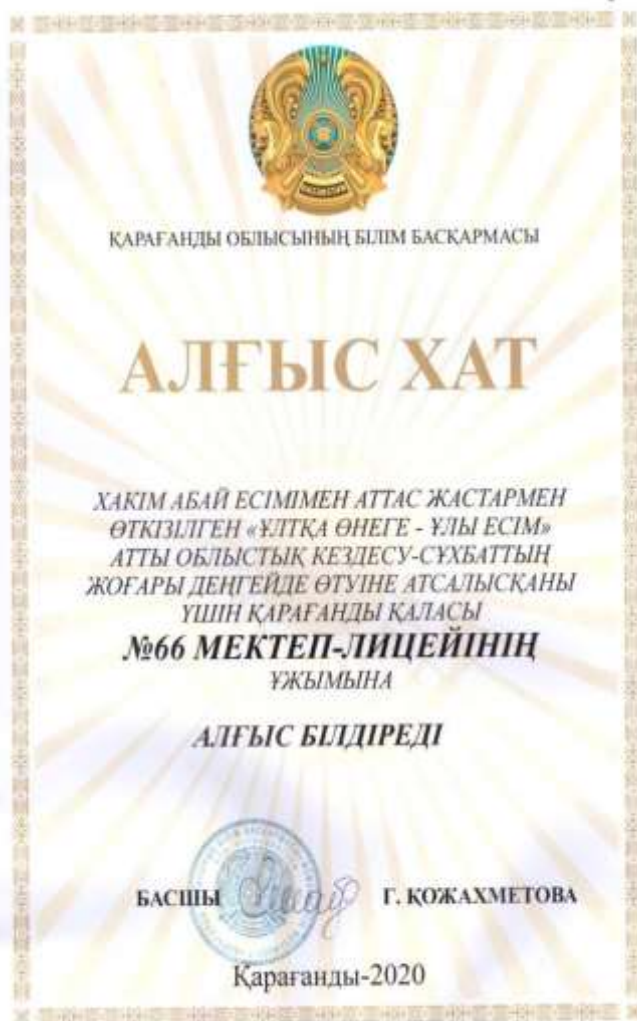 ҚАЗАҚСТАН
ҚАРАҒАНДЫ ОБЛЫСЫНЫҢ БІЛІМ БАСҚАРМАСЫ
АЛҒЫС ХАТ
ХАКІМ АБАЙ ЕСІМІМЕН АТТАС ЖАСТАРМЕН
ӨТКІЗІЛГЕН «ҰЛТҚА ӨНЕГЕ - ҰЛЫ ЕСІМ»
АТТЫ ОБЛЫСТЫҚ КЕЗДЕСУ-СҰХБАТТЫҢ
ЖОҒАРЫ ДЕҢГЕЙДЕ ӨТУІНЕ АТСАЛЫСҚАНЫ
ҮШІН ҚАРАҒАНДЫ ҚАЛАСЫ
№66 МЕКТЕП-ЛИЦЕЙІНІҢ
ҰЖЫМЫНА
АЛҒЫС БІЛДІРЕДІ
БАСШЫ Г. ҚОЖАХМЕТОВА
Қарағанды-2020